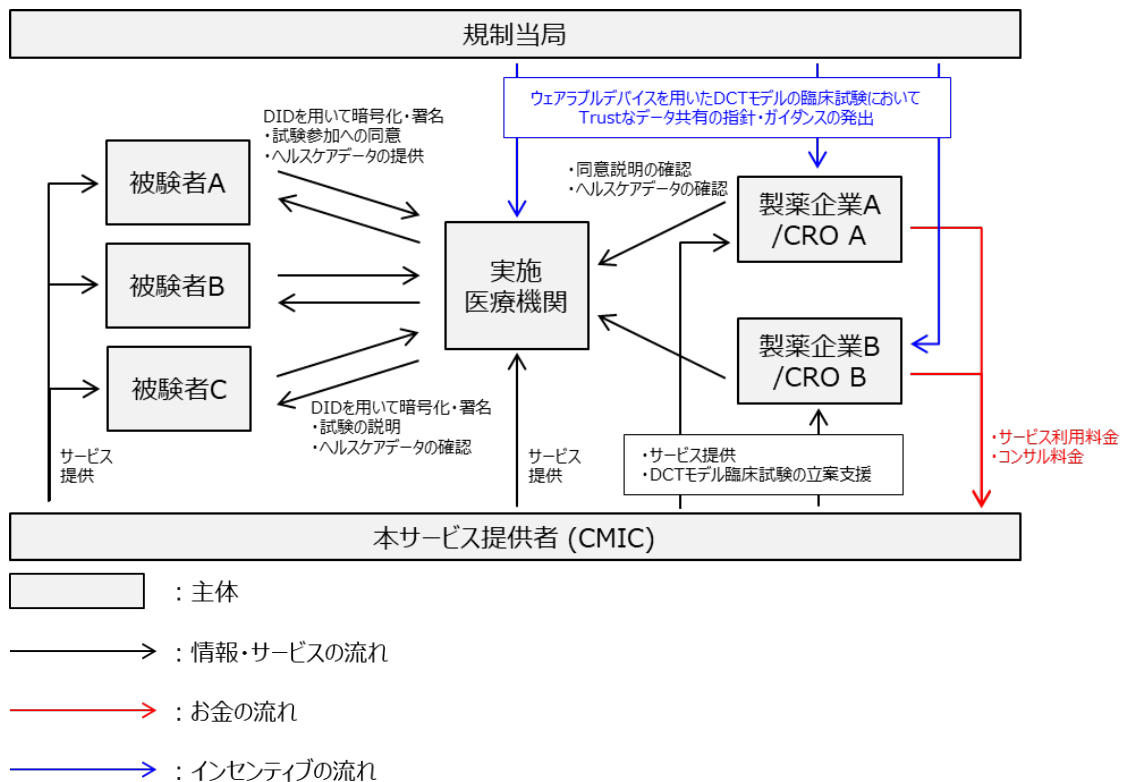 規制当局
ウェアラブルデバイスを用いたDCTモデルの臨床試験において
Trustなデータ共有の指針・ガイダンスの発出
DIDを用いて暗号化・署名
・試験参加への同意
・ヘルスケアデータの提供
・同意説明の確認
・ヘルスケアデータの確認
被験者A
被験者B
被験者C
実施
医療機関
製薬企業A
/CRO A
製薬企業B
/CRO B
DIDを用いて暗号化・署名
・試験の説明
・ヘルスケアデータの確認
サービス
提供
サービス
提供
・サービス提供
・DCTモデル臨床試験の立案支援
・サービス利用料金
・コンサル料金
本サービス提供者 (CMIC)
：主体
：情報・サービスの流れ
：お金の流れ
：インセンティブの流れ